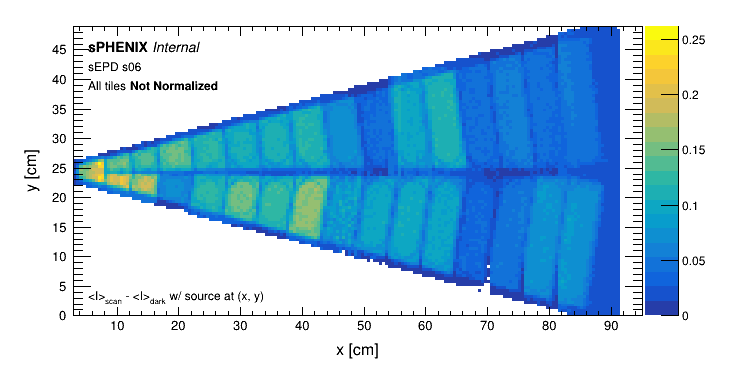 sPHENIX Internal
sEPD s06
All tiles Not Normalized
<I>scan - <I>dark w/ source at (x, y)
y [cm]
45
40
35
30
25
20
15
10
5
0
10 20 30 40 50 60 70 80 90
x [cm]
0.25
0.2
0.15
0.1
0.05
0